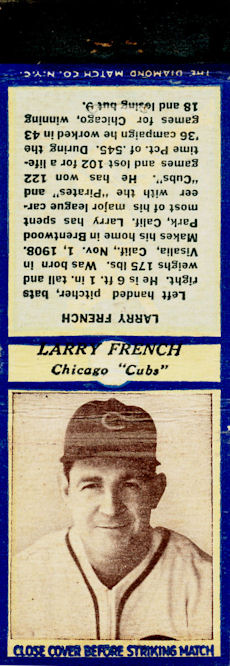 LARRY FRENCH
Chicago "Cubs"
C
CLOSE COVER BEFORE STRIKING MATCH
LARRY FRENCH
Left handed pitcher, bats
right. He is 6 ft. 1 in. tall and
weighs 175 lbs. Was born in
Visalia, Calif., Nov. 1, 1908.
Makes his home in Brentwood
Park, Calif. Larry has spent
most of his major league car-
eer with the "Pirates" and
"Cubs". He has won 122
games and lost 102 for a life-
time Pct. of .545. During the
'36 campaign he worked in 43
games for Chicago, winning
18 and losing but 9.
THE DIAMOND MATCH CO. N.Y.C.